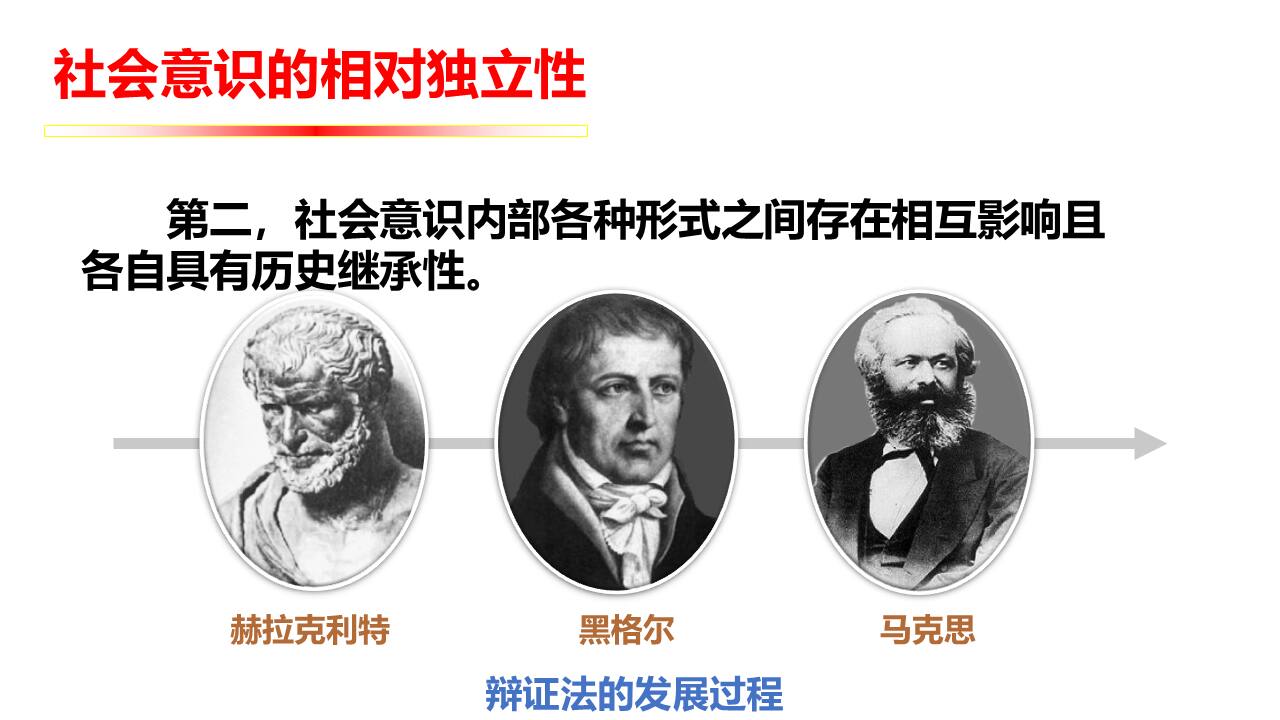 社会意识的相对独立性
第二，社会意识内部各种形式之间存在相互影响且
各自具有历史继承性。
赫拉克利特
黑格尔
马克思
辩证法的发展过程